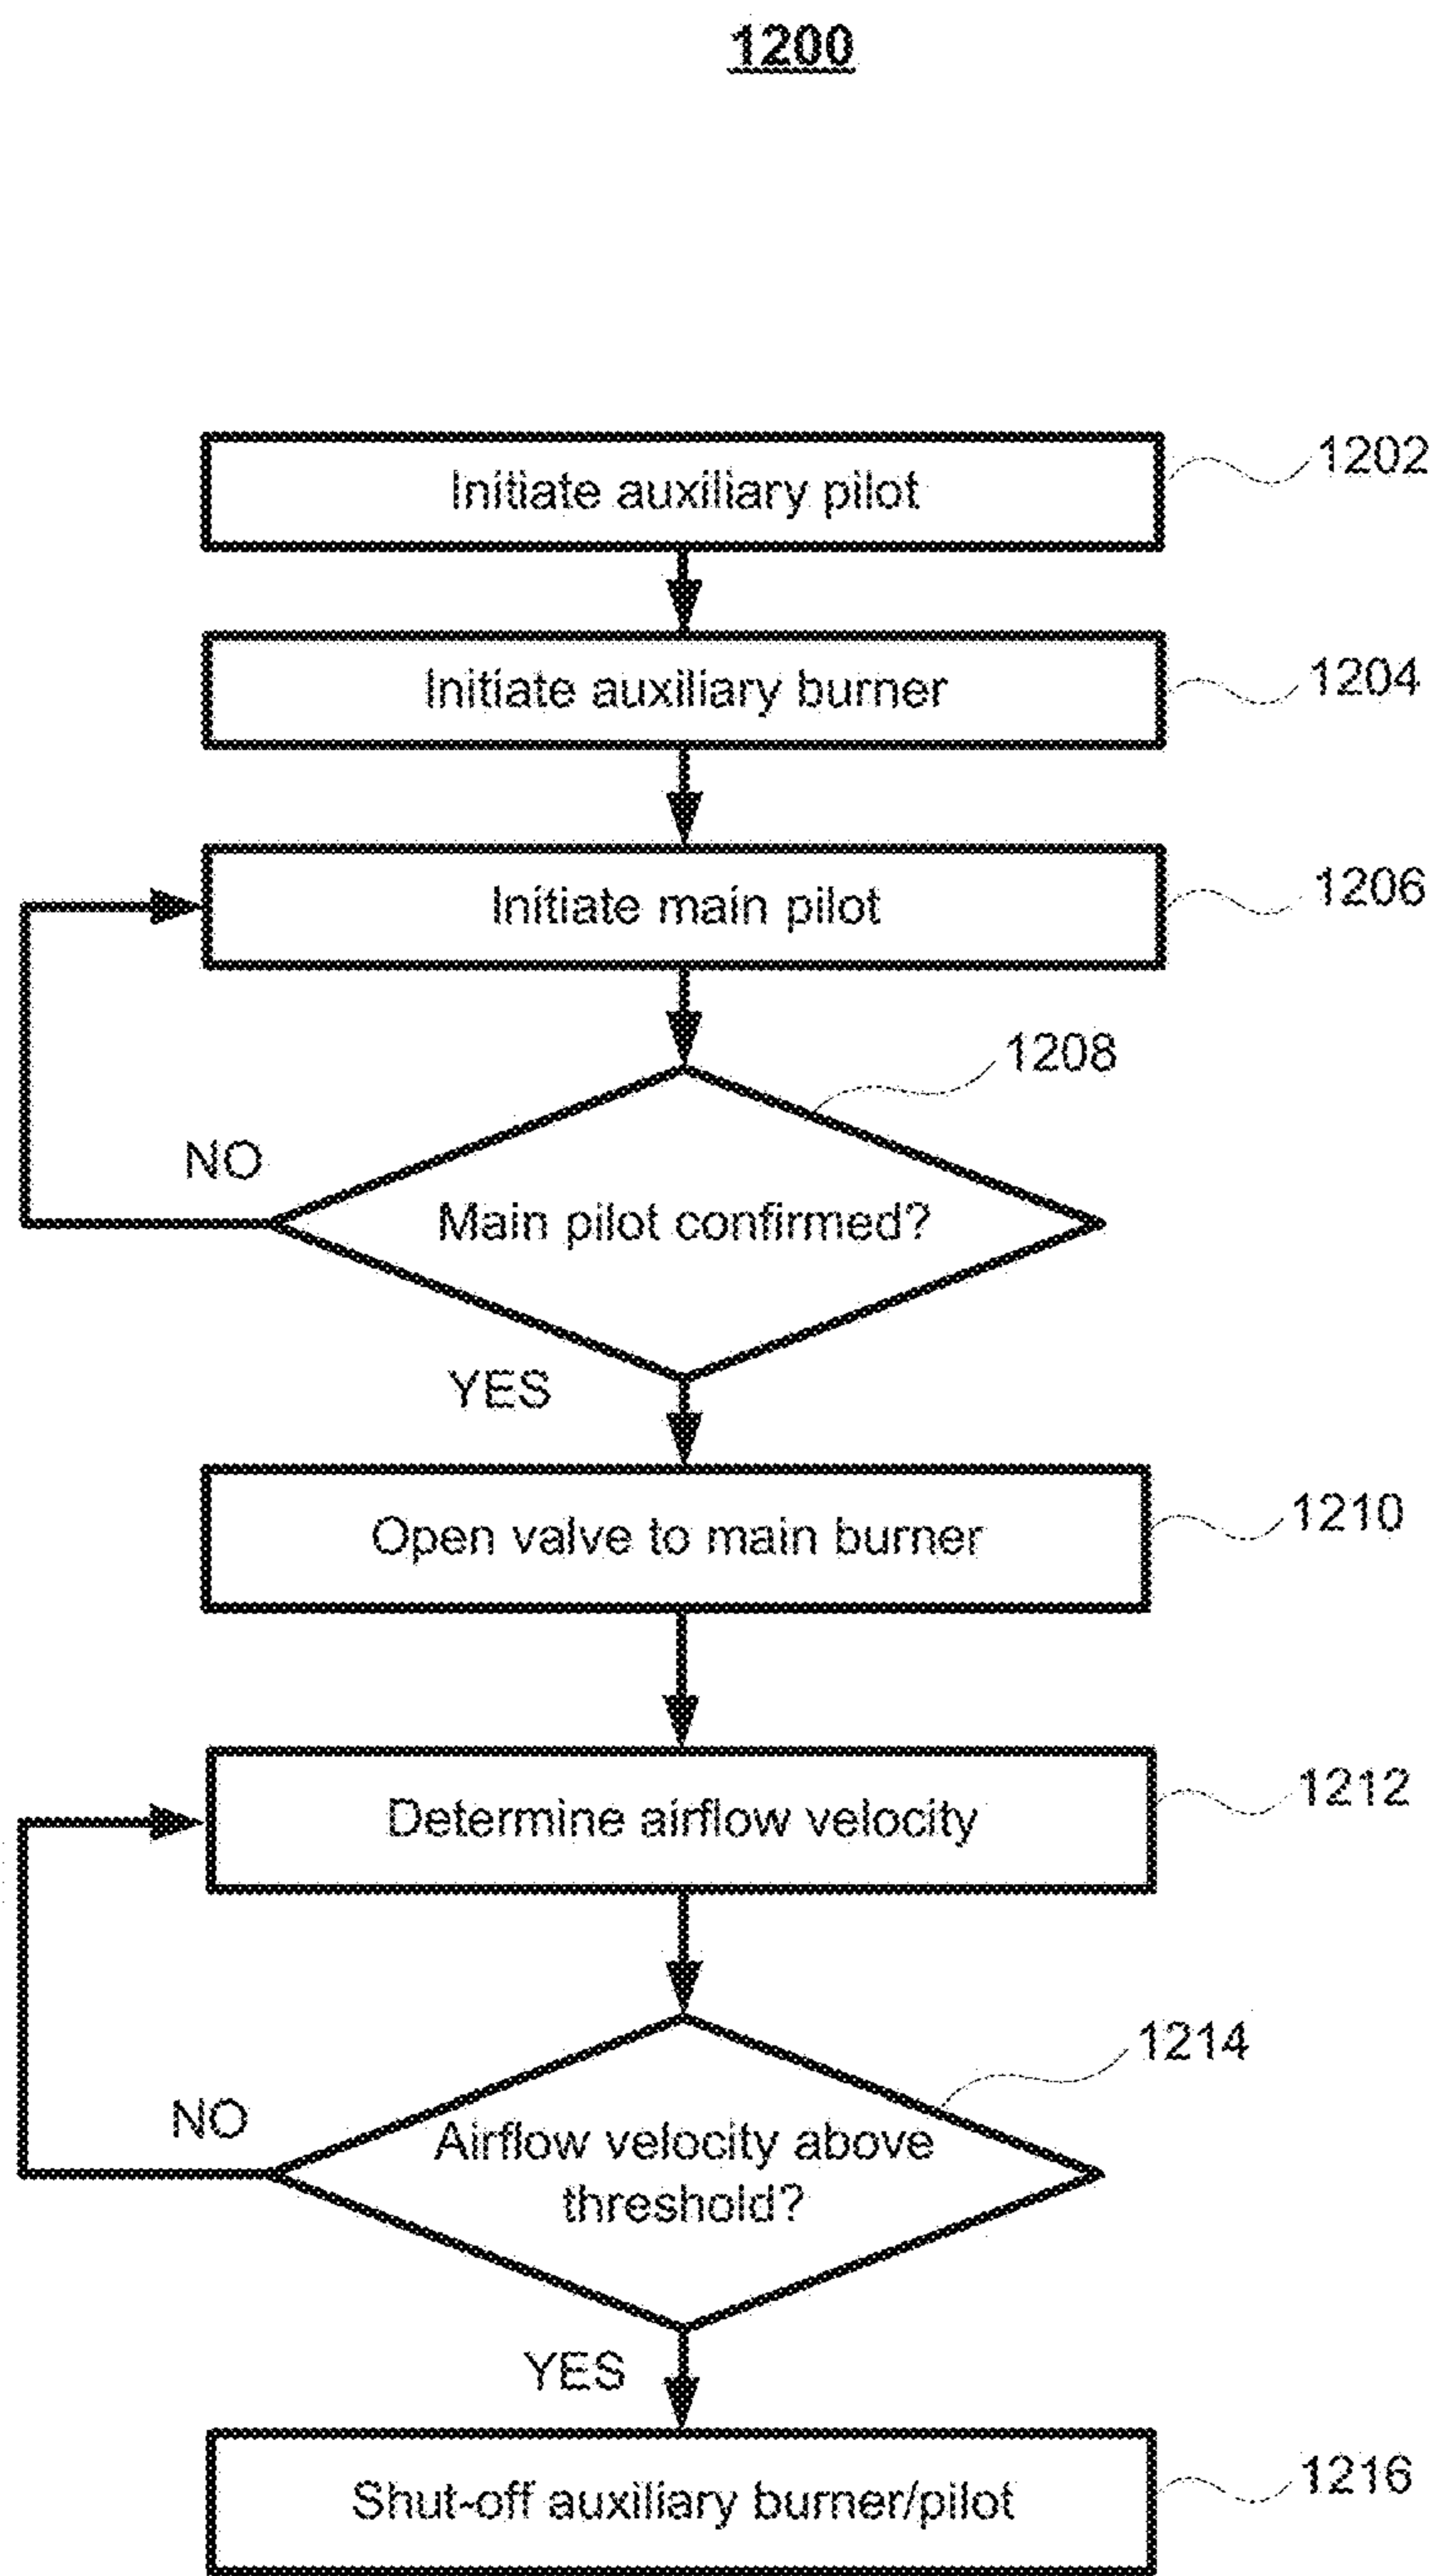 1200
Initiate auxiliary pilot
1202
Initiate auxiliary burner
1204
Initiate main pilot
1206
1208
NO
Main pilot confirmed?
YES
Open valve to main burner
1210
Determine airflow velocity
1212
1214
NO
Airflow velocity above
threshold?
YES
Shut-off auxiliary burner/pilot
1216